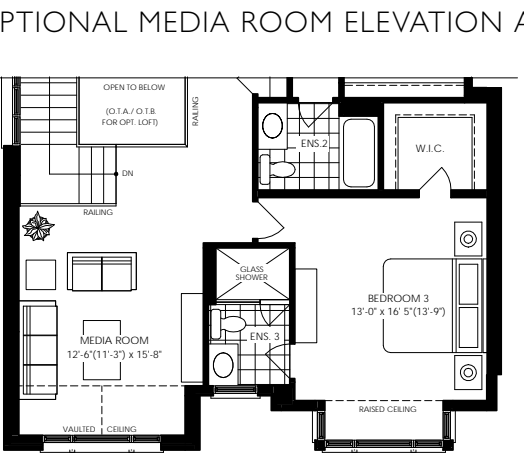 PTIONAL MEDIA ROOM ELEVATION A
OPEN TO BELOW
(O.T.A./ O.T.B.
FOR OPT. LOFT)
RAILING
ENS.2
W.I.C.
DN
RAILING
GLASS
SHOWER
BEDROOM 3
13'-0" x 16' 5"(13'-9")
MEDIA ROOM
12'-6"(11'-3") x 15'-8"
ENS. 3
RAISED CEILING
VAULTED CEILING